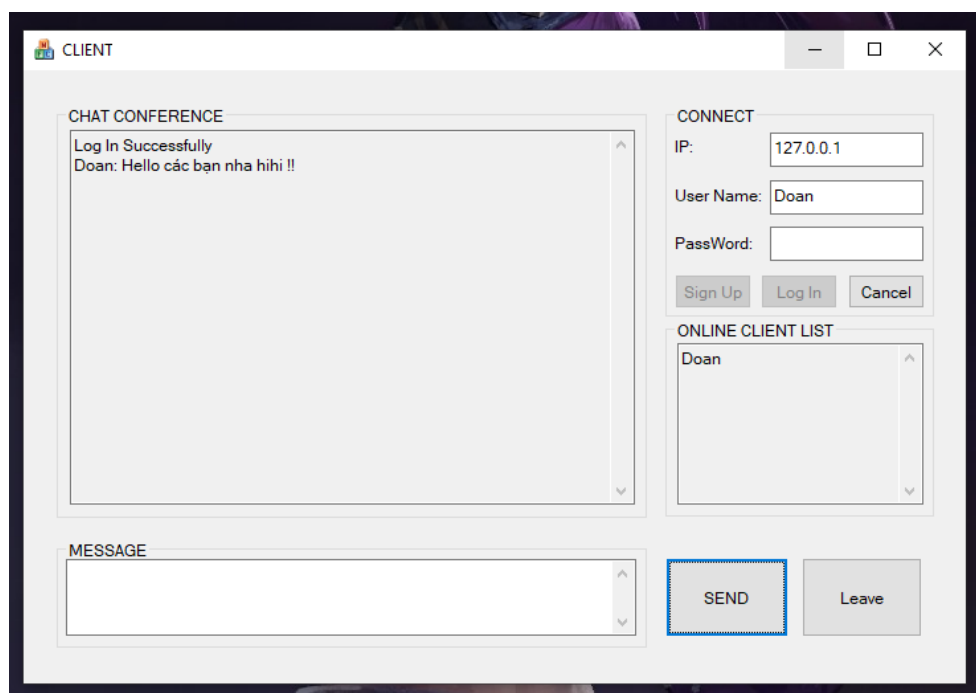 CLIENT
CHAT CONFERENCE
Log In Successfully
Doan: Hello các bạn nha hihi !!
CONNECT
IP: 127.0.0.1
User Name: Doan
PassWord:
Sign Up Log In Cancel
ONLINE CLIENT LIST
Doan
MESSAGE
SEND Leave